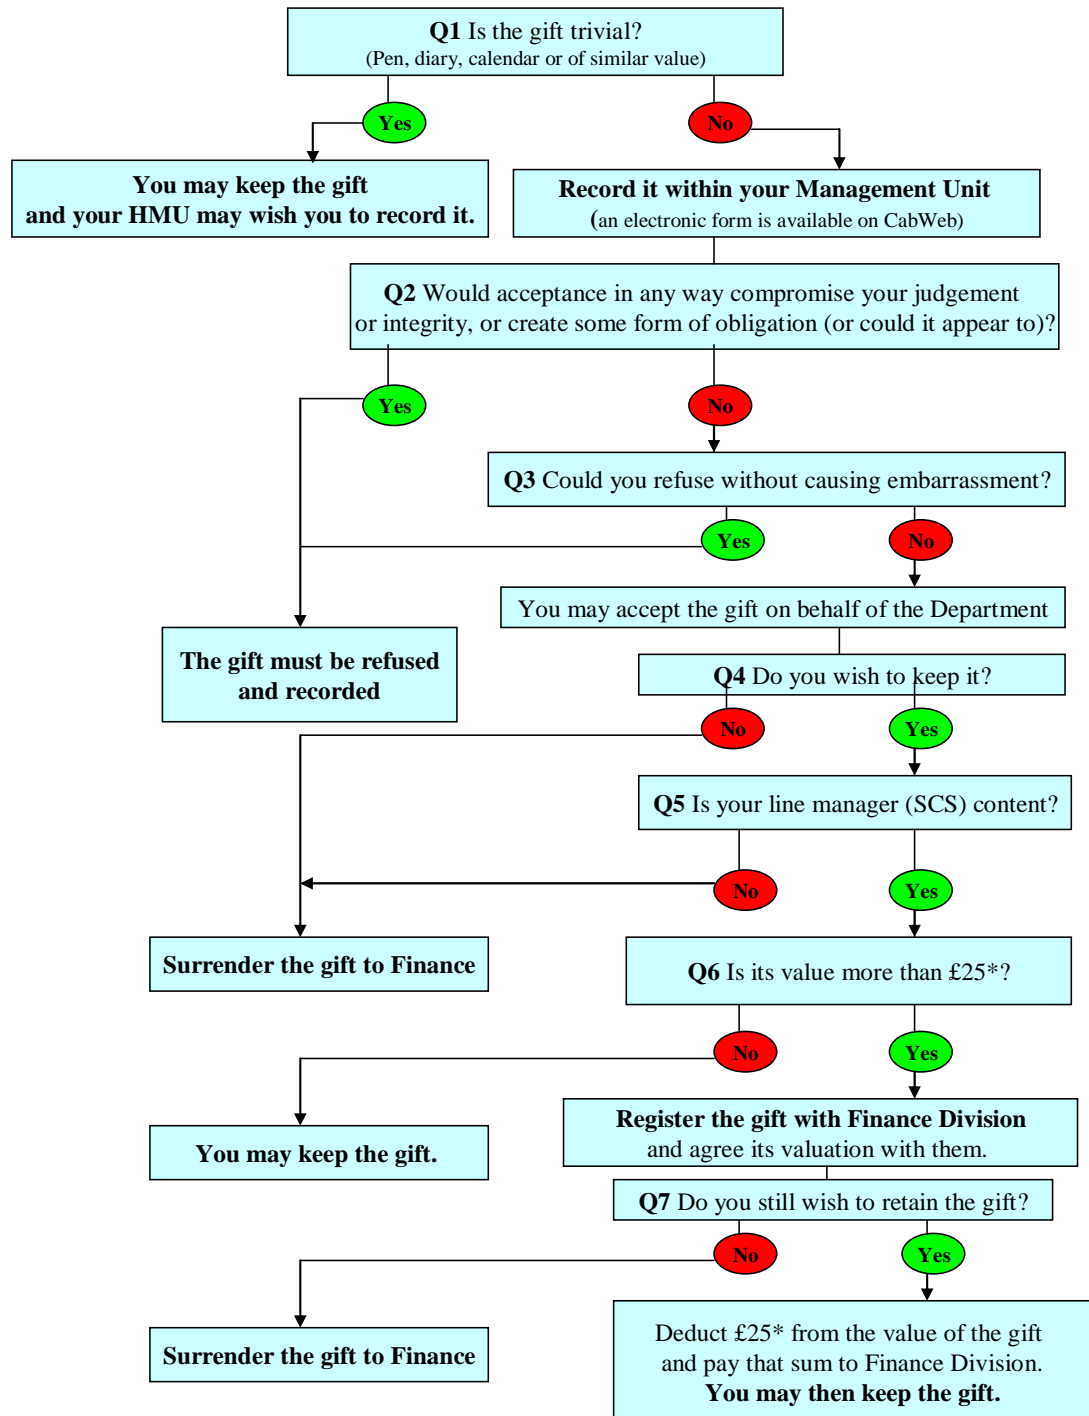 Q1 Is the gift trivial?
(Pen, diary, calendar or of similar value)
Yes
No
You may keep the gift
and your HMU may wish you to record it.
Record it within your Management Unit
(an electronic form is available on CabWeb)
Q2 Would acceptance in any way compromise your judgement
or integrity, or create some form of obligation (or could it appear to)?
Yes
No
Q3 Could you refuse without causing embarrassment?
Yes
No
You may accept the gift on behalf of the Department
The gift must be refused
and recorded
Q4 Do you wish to keep it?
No
Yes
Q5 Is your line manager (SCS) content?
No
Yes
Surrender the gift to Finance
Q6 Is its value more than £25*?
No
Yes
You may keep the gift.
Register the gift with Finance Division
and agree its valuation with them.
Q7 Do you still wish to retain the gift?
No
Yes
Surrender the gift to Finance
Deduct £25* from the value of the gift
and pay that sum to Finance Division.
You may then keep the gift.